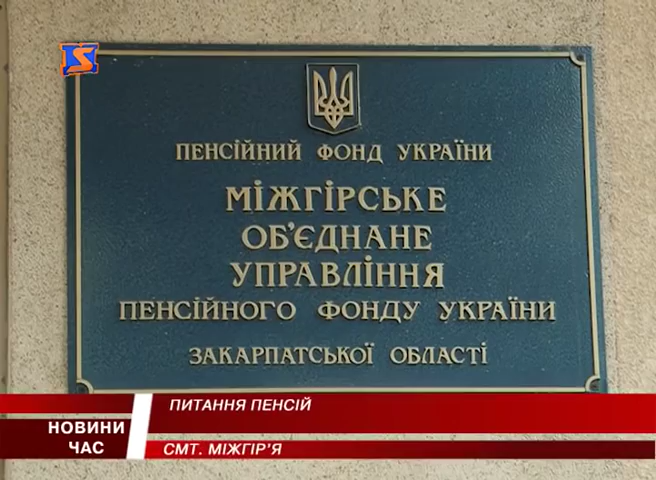 S
ПЕНСІЙНИЙ ФОНД УКРАЇНИ
МІЖГІРСЬКЕ
ОБ'ЄДНАНЕ
УПРАВЛІННЯ
ПЕНСІЙНОГО ФОНДУ УКРАЇНИ
ЗАКАРПАТСЬКОЇ ОБЛАСТІ
ПИТАННЯ ПЕНСІЙ
НОВИНИ
ЧАС
СМТ. МІЖГІР'Я